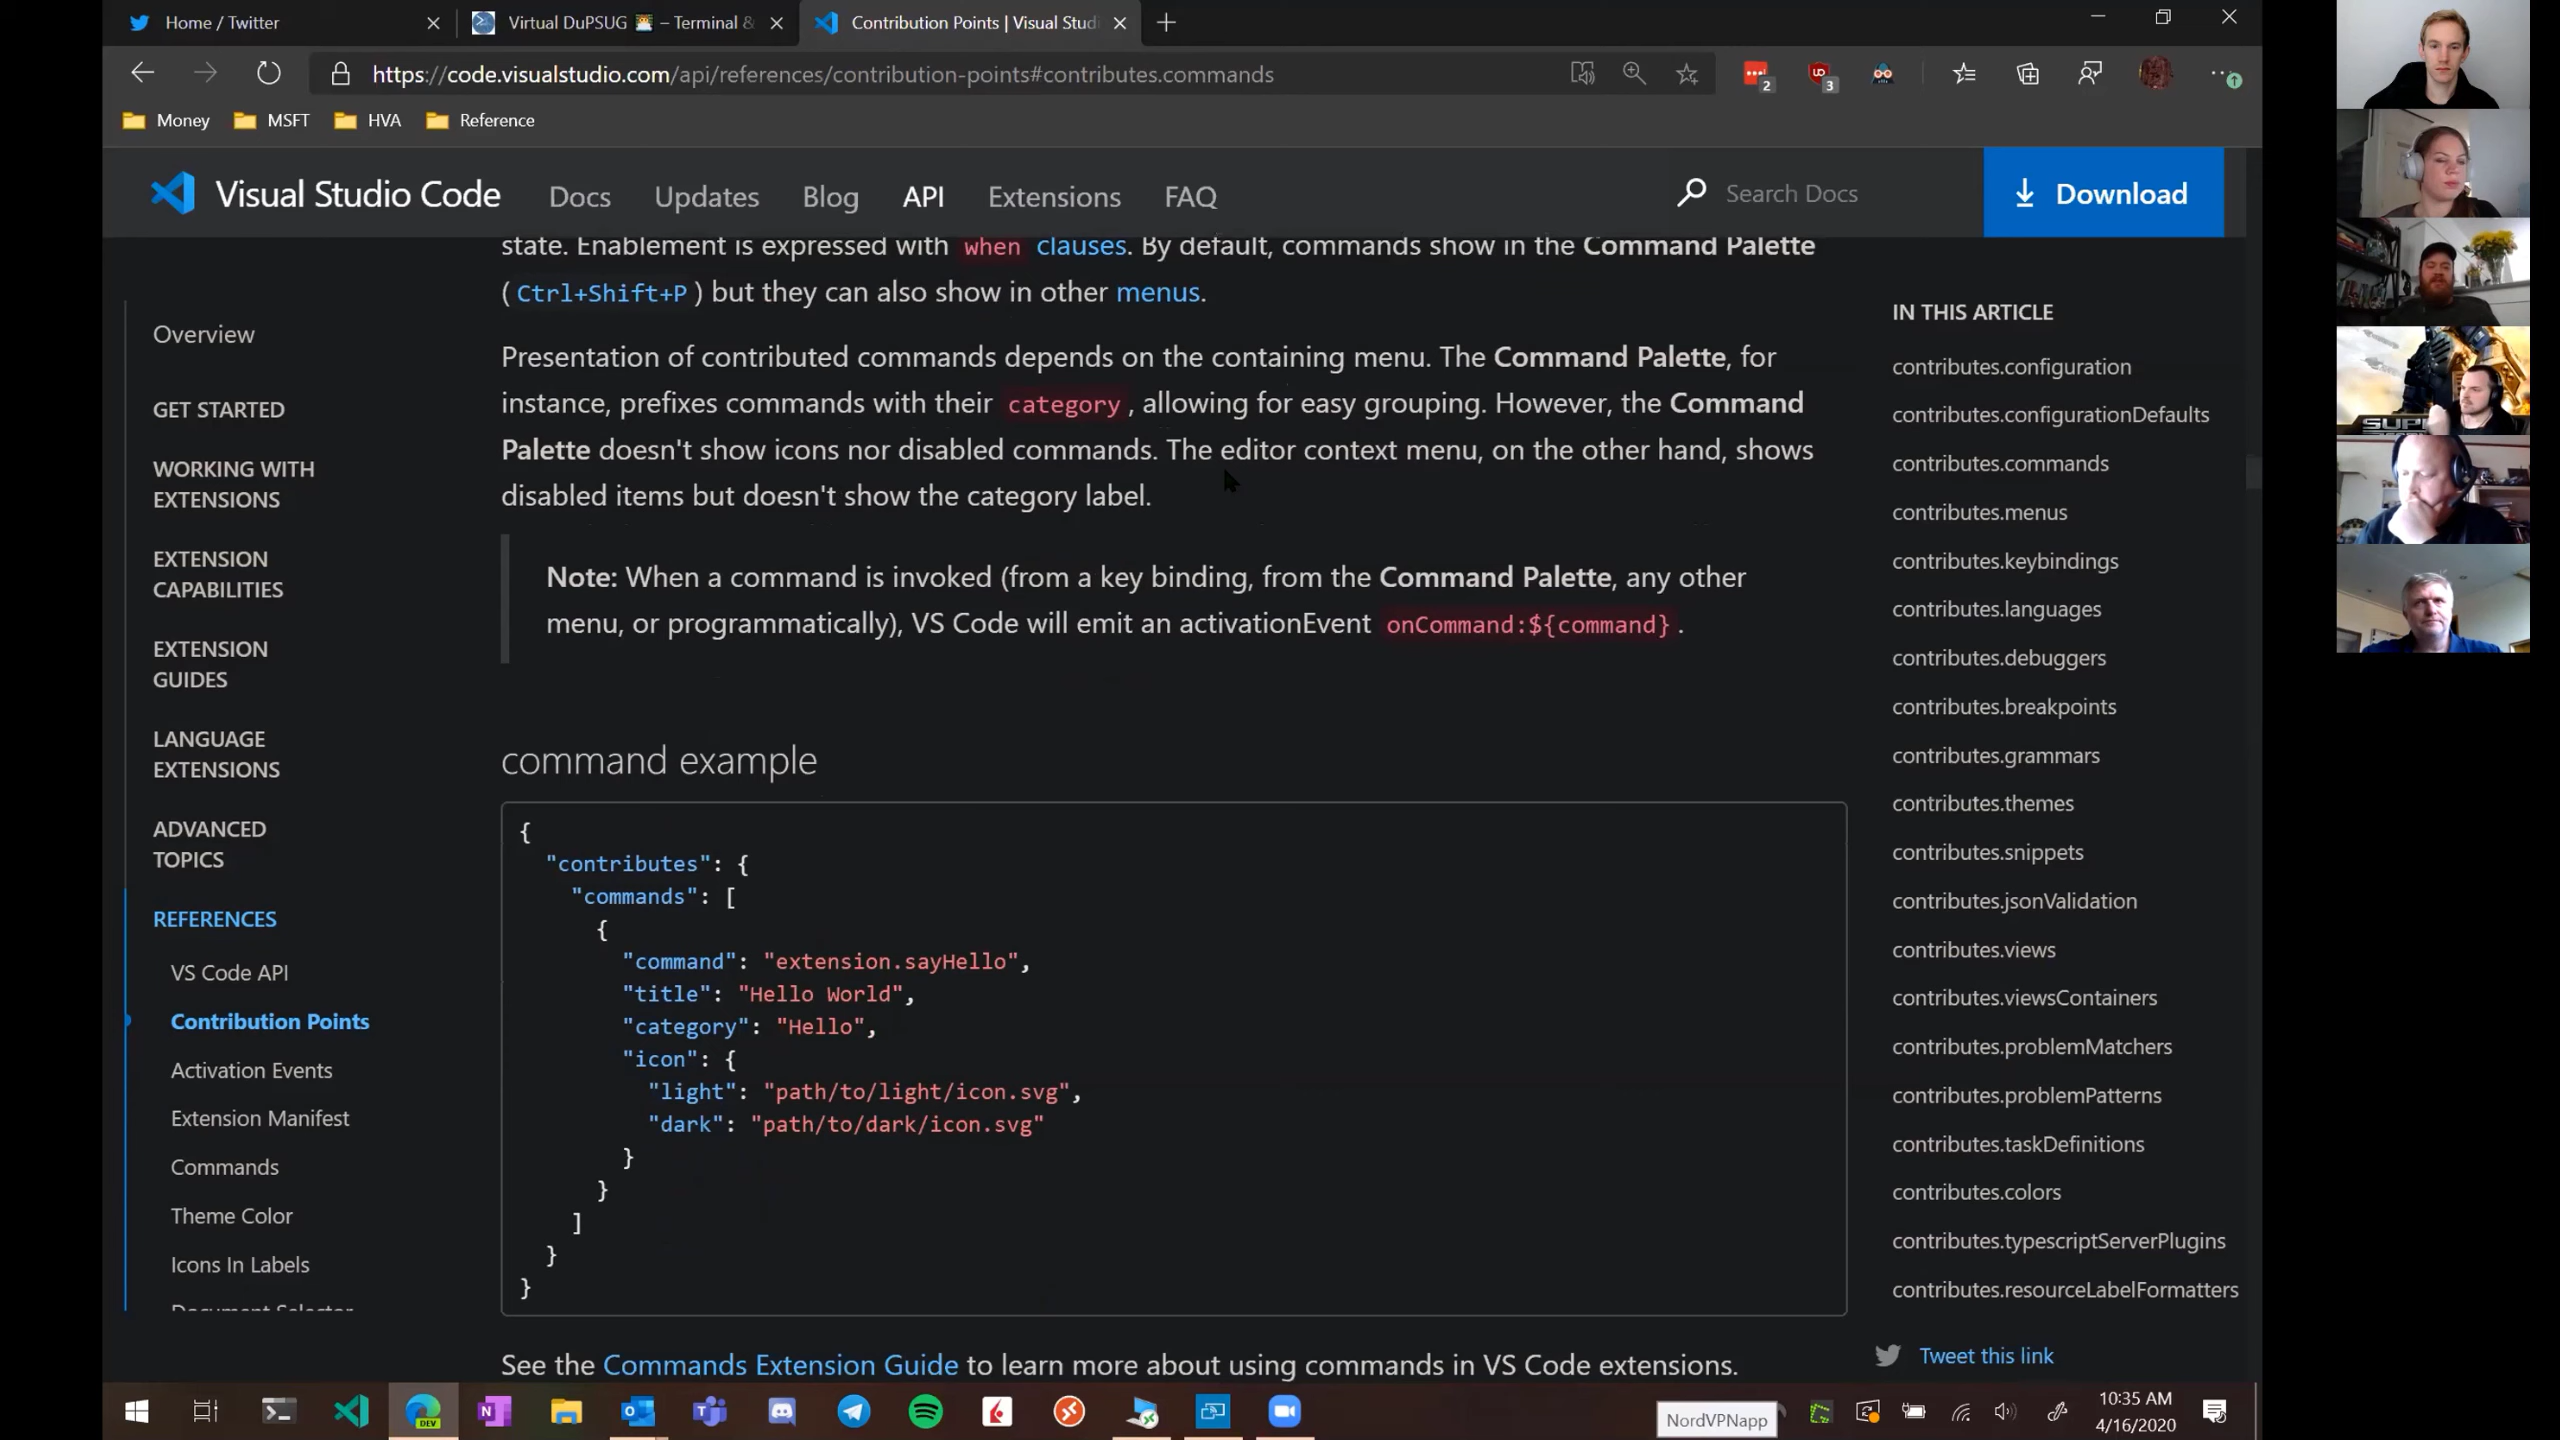 Home / Twitter
Virtual DuPSUG 👨‍💻 – Terminal &
Contribution Points | Visual Studi
https://code.visualstudio.com/api/references/contribution-points#contributes.commands
2
3
Money
MSFT
HVA
Reference
Visual Studio Code
Docs
Updates
Blog
API
Extensions
FAQ
Search Docs
Download
Overview
GET STARTED
WORKING WITH
EXTENSIONS
EXTENSION
CAPABILITIES
EXTENSION
GUIDES
LANGUAGE
EXTENSIONS
ADVANCED
TOPICS
REFERENCES
VS Code API
Contribution Points
Activation Events
Extension Manifest
Commands
Theme Color
Icons In Labels
Document Selector
state. Enablement is expressed with when clauses. By default, commands show in the Command Palette
( Ctrl+Shift+P ) but they can also show in other menus.
Presentation of contributed commands depends on the containing menu. The Command Palette, for
instance, prefixes commands with their category , allowing for easy grouping. However, the Command
Palette doesn't show icons nor disabled commands. The editor context menu, on the other hand, shows
disabled items but doesn't show the category label.
Note: When a command is invoked (from a key binding, from the Command Palette, any other
menu, or programmatically), VS Code will emit an activationEvent onCommand:${command} .
command example
{
"contributes": {
"commands": [
{
"command": "extension.sayHello",
"title": "Hello World",
"category": "Hello",
"icon": {
"light": "path/to/light/icon.svg",
"dark": "path/to/dark/icon.svg"
}
}
]
}
}
See the Commands Extension Guide to learn more about using commands in VS Code extensions.
IN THIS ARTICLE
contributes.configuration
contributes.configurationDefaults
contributes.commands
contributes.menus
contributes.keybindings
contributes.languages
contributes.debuggers
contributes.breakpoints
contributes.grammars
contributes.themes
contributes.snippets
contributes.jsonValidation
contributes.views
contributes.viewsContainers
contributes.problemMatchers
contributes.problemPatterns
contributes.taskDefinitions
contributes.colors
contributes.typescriptServerPlugins
contributes.resourceLabelFormatters
Tweet this link
DEV
NordVPNapp
10:35 AM
4/16/2020